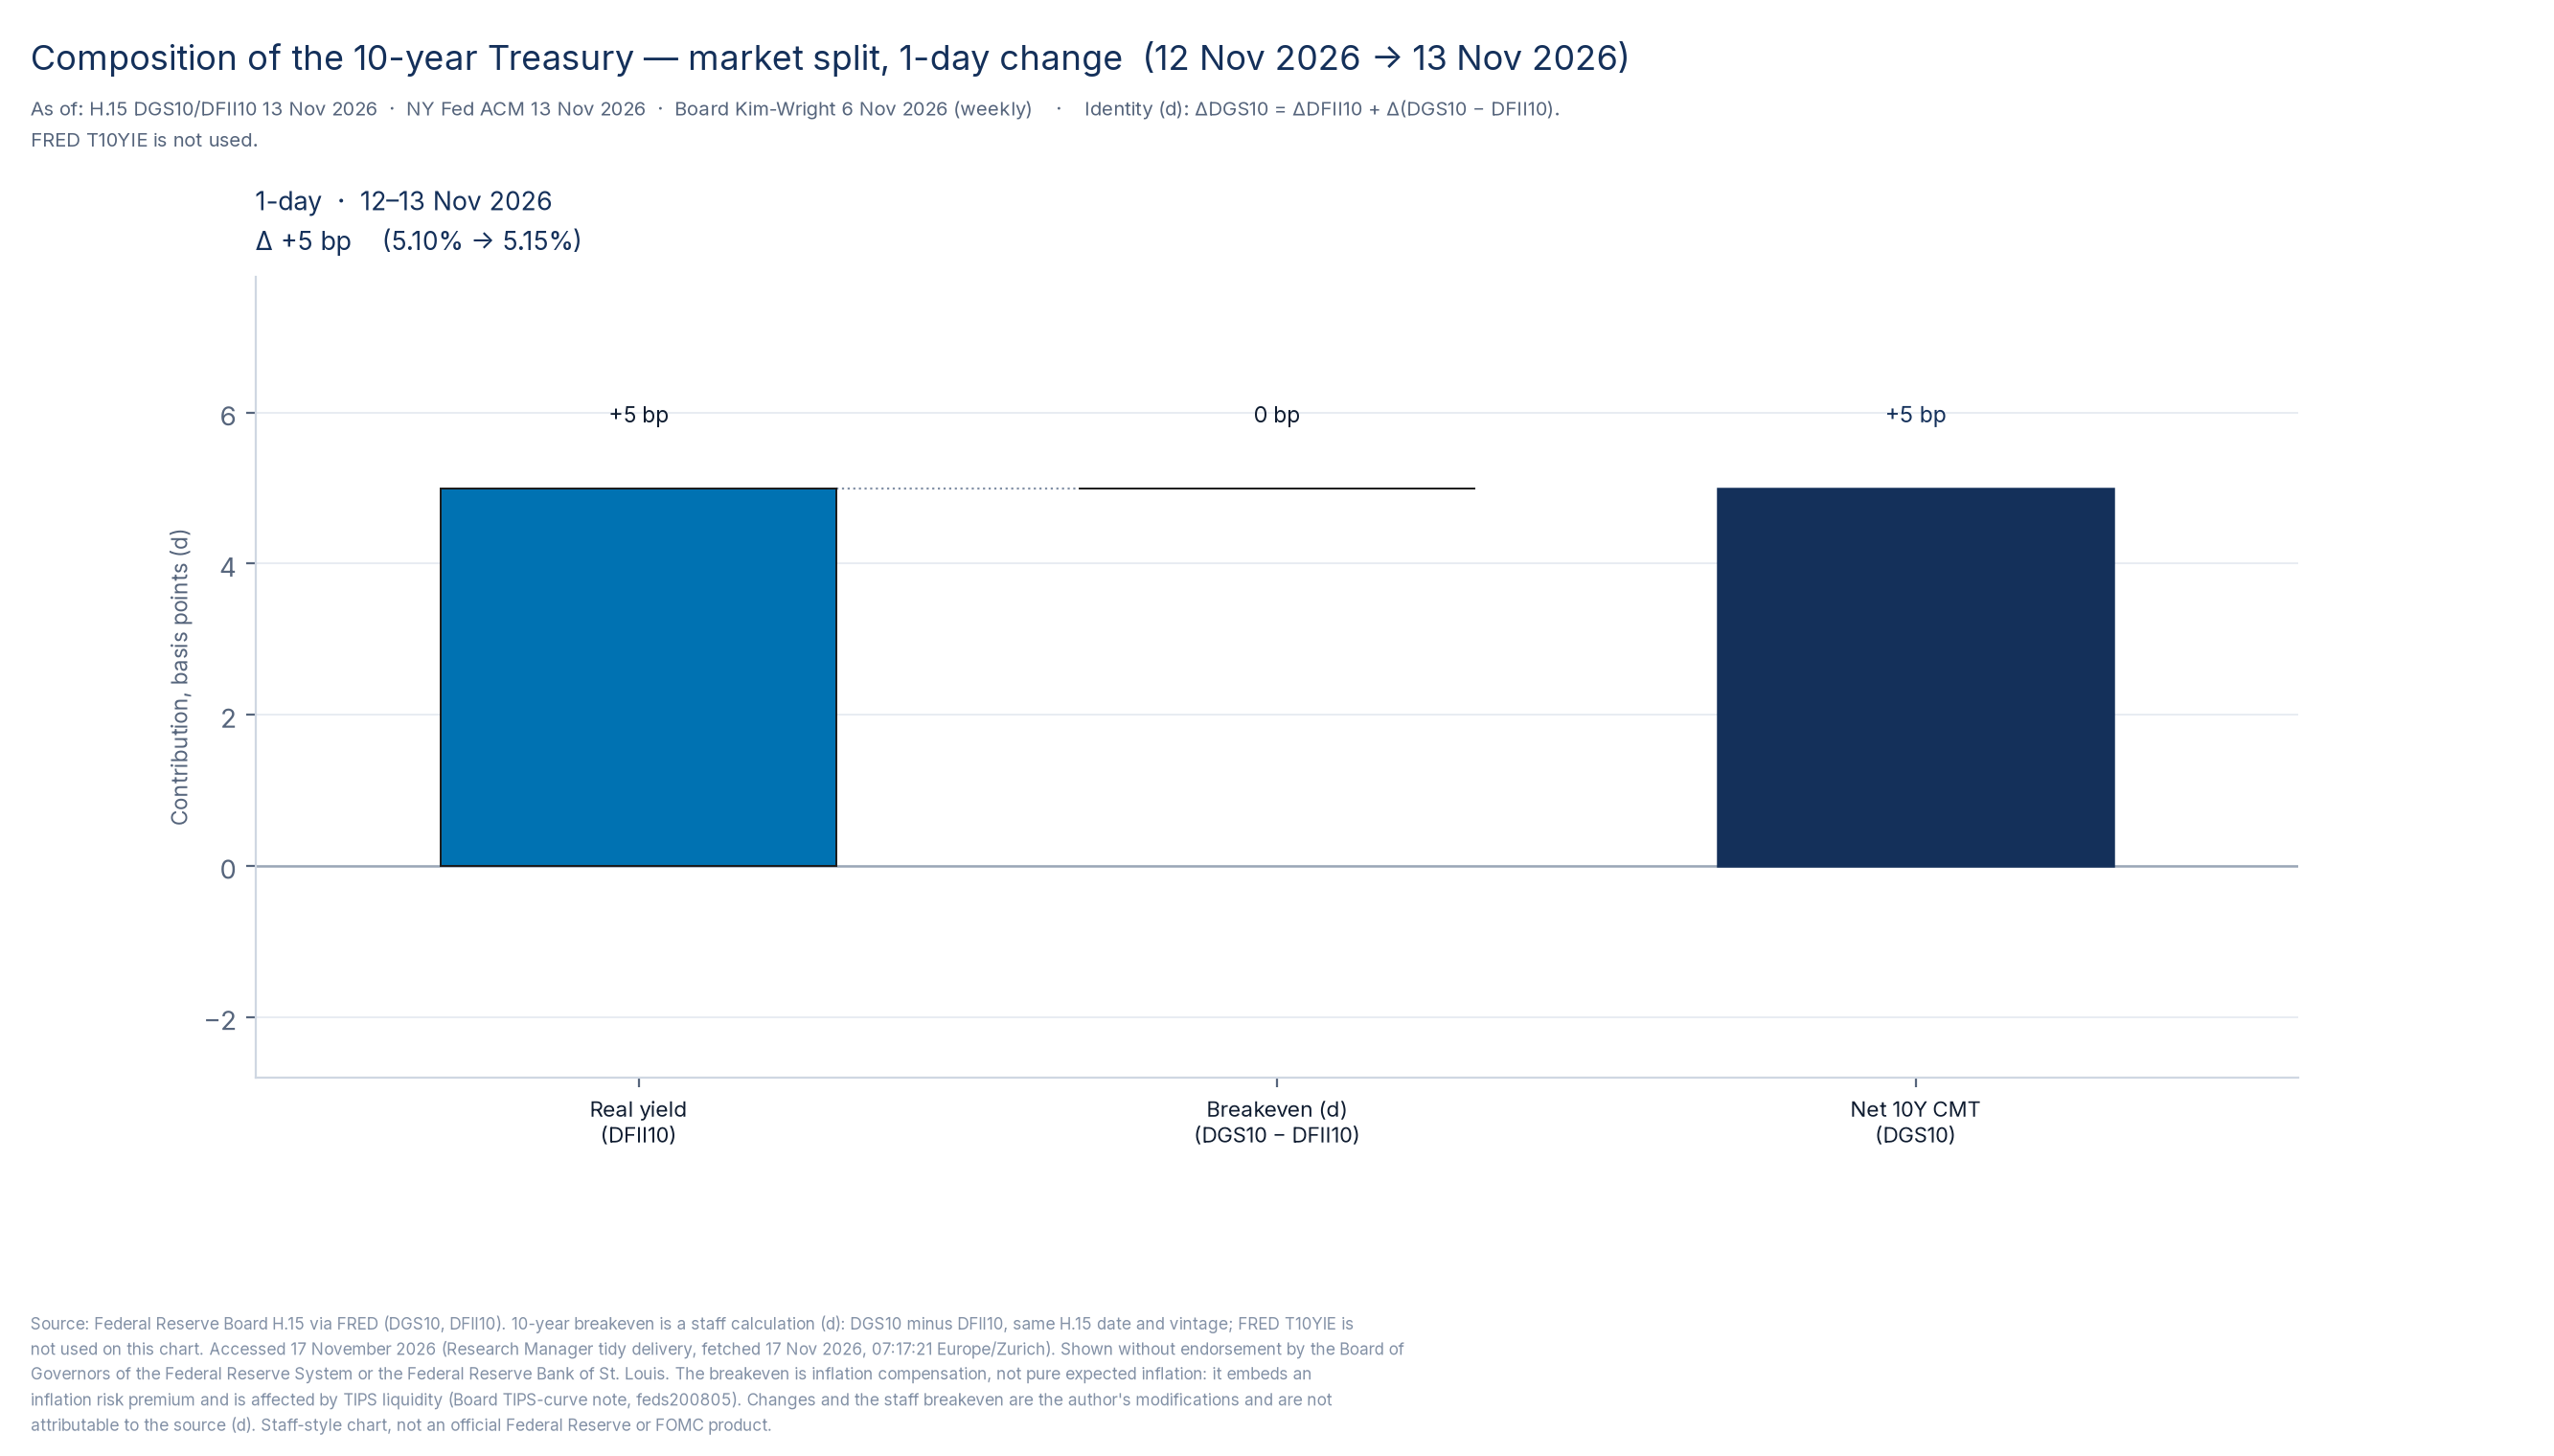 Composition of the 10-year Treasury — market split, 1-day change (12 Nov 2026 → 13 Nov 2026)
As of: H.15 DGS10/DFII10 13 Nov 2026 · NY Fed ACM 13 Nov 2026 · Board Kim-Wright 6 Nov 2026 (weekly) · Identity (d): ΔDGS10 = ΔDFII10 + Δ(DGS10 − DFII10).
FRED T10YIE is not used.
1-day · 12–13 Nov 2026
Δ +5 bp (5.10% → 5.15%)
Contribution, basis points (d)
6
4
2
0
−2
+5 bp
0 bp
+5 bp
Real yield
(DFII10)
Breakeven (d)
(DGS10 − DFII10)
Net 10Y CMT
(DGS10)
Source: Federal Reserve Board H.15 via FRED (DGS10, DFII10). 10-year breakeven is a staff calculation (d): DGS10 minus DFII10, same H.15 date and vintage; FRED T10YIE is
not used on this chart. Accessed 17 November 2026 (Research Manager tidy delivery, fetched 17 Nov 2026, 07:17:21 Europe/Zurich). Shown without endorsement by the Board of
Governors of the Federal Reserve System or the Federal Reserve Bank of St. Louis. The breakeven is inflation compensation, not pure expected inflation: it embeds an
inflation risk premium and is affected by TIPS liquidity (Board TIPS-curve note, feds200805). Changes and the staff breakeven are the author's modifications and are not
attributable to the source (d). Staff-style chart, not an official Federal Reserve or FOMC product.